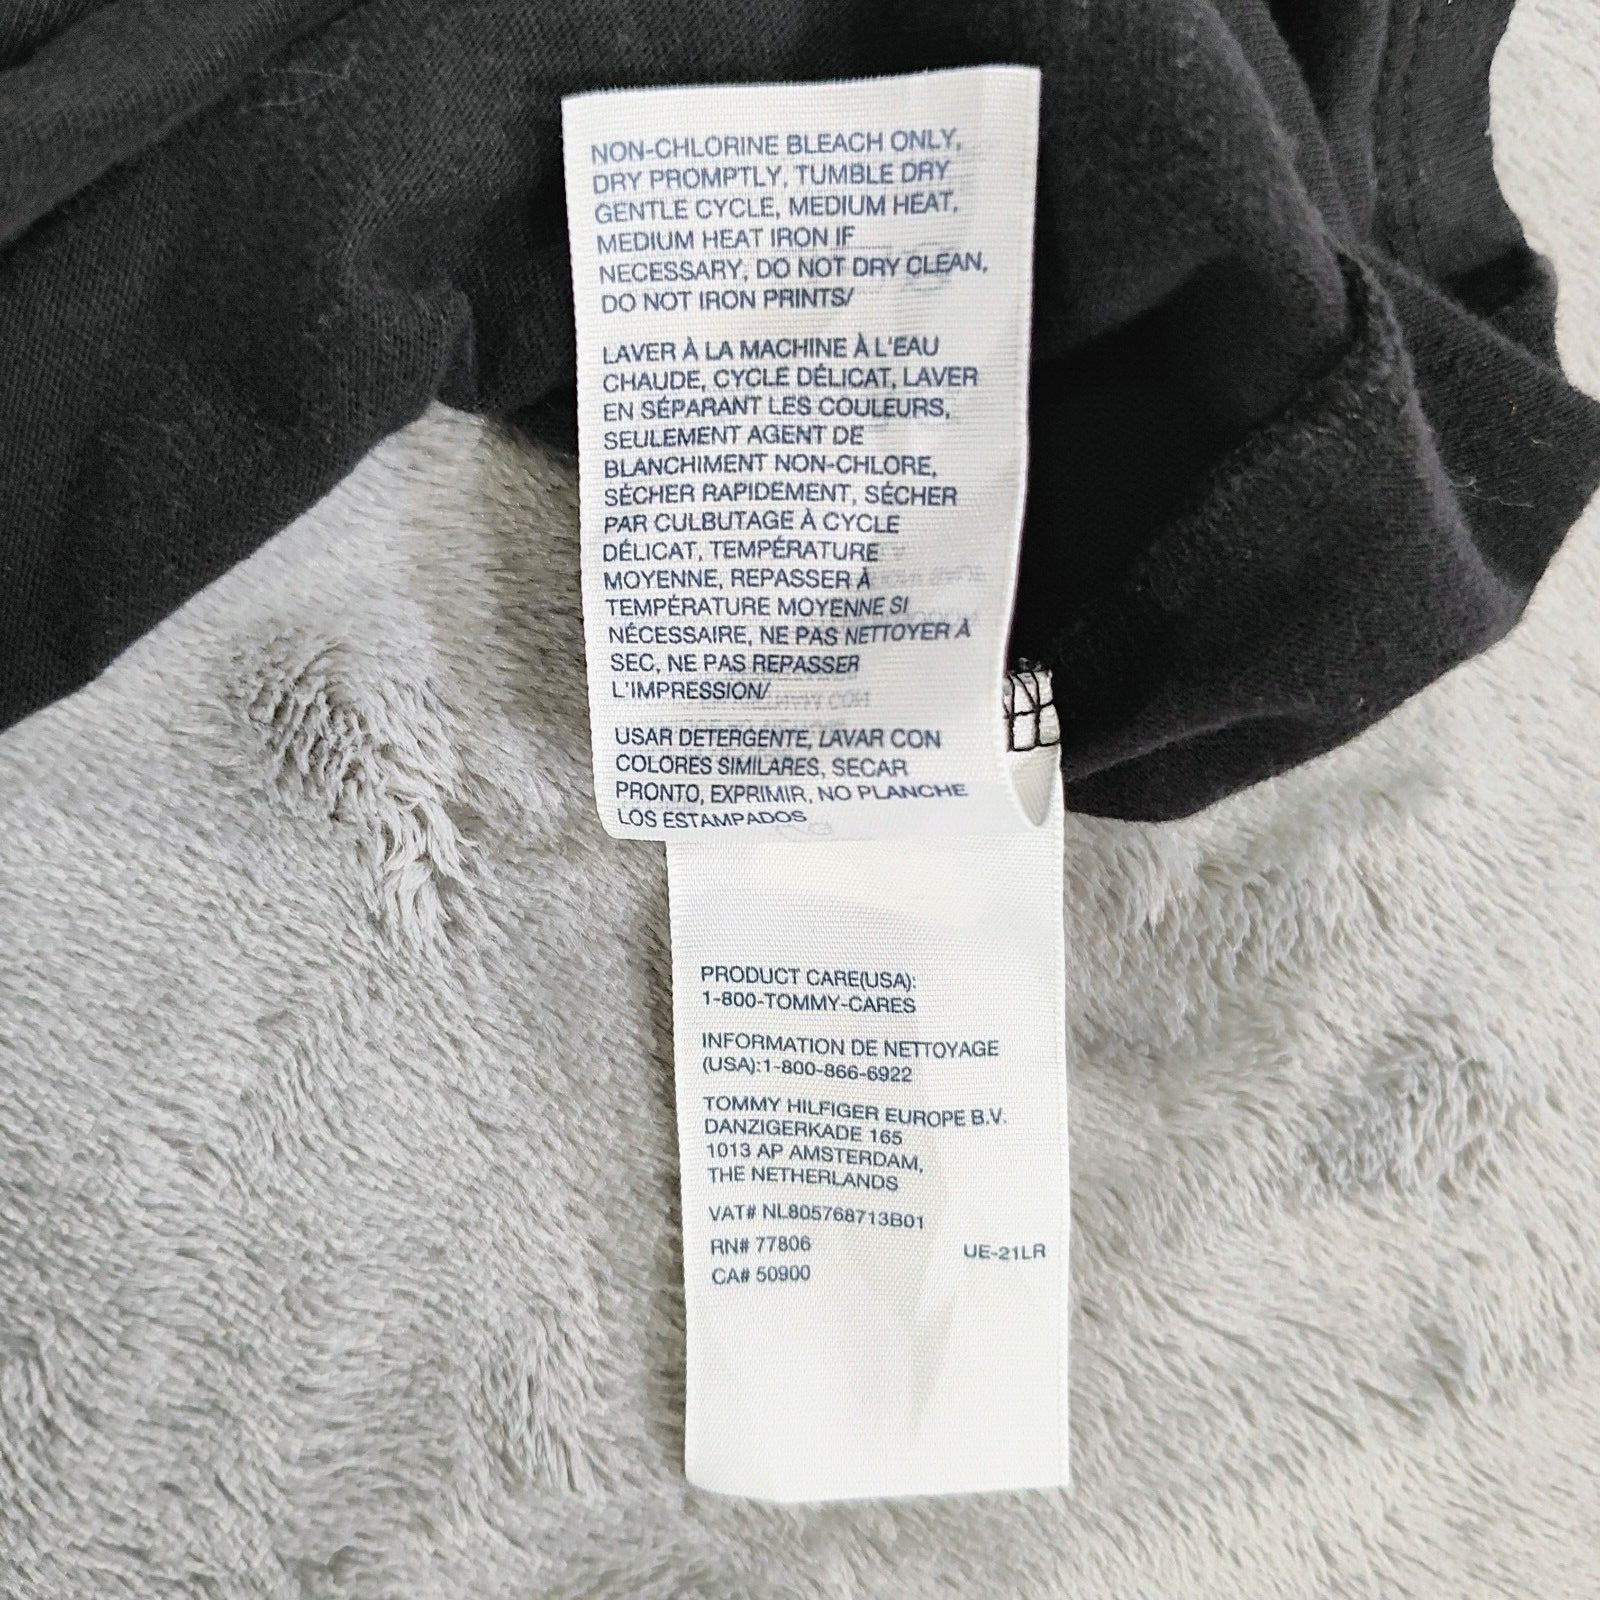 NON-CHLORINE BLEACH ONLY,
DRY PROMPTLY, TUMBLE DRY
GENTLE CYCLE, MEDIUM HEAT,
MEDIUM HEAT IRON IF
NECESSARY, DO NOT DRY CLEAN,
DO NOT IRON PRINTS/
LAVER À LA MACHINE À L'EAU
CHAUDE, CYCLE DÉLICAT, LAVER
EN SÉPARANT LES COULEURS,
SEULEMENT AGENT DE
BLANCHIMENT NON-CHLORE,
SÉCHER RAPIDEMENT, SÉCHER
PAR CULBUTAGE À CYCLE
DÉLICAT, TEMPÉRATURE
MOYENNE, REPASSER À
TEMPÉRATURE MOYENNE SI
NÉCESSAIRE, NE PAS NETTOYER À
SEC, NE PAS REPASSER
L'IMPRESSION/
USAR DETERGENTE, LAVAR CON
COLORES SIMILARES, SECAR
PRONTO, EXPRIMIR, NO PLANCHE
LOS ESTAMPADOS
PRODUCT CARE(USA):
1-800-TOMMY-CARES
INFORMATION DE NETTOYAGE
(USA):1-800-866-6922
TOMMY HILFIGER EUROPE B.V.
DANZIGERKADE 165
1013 AP AMSTERDAM,
THE NETHERLANDS
VAT# NL805768713B01
RN# 77806
UE-21LR
CA# 50900